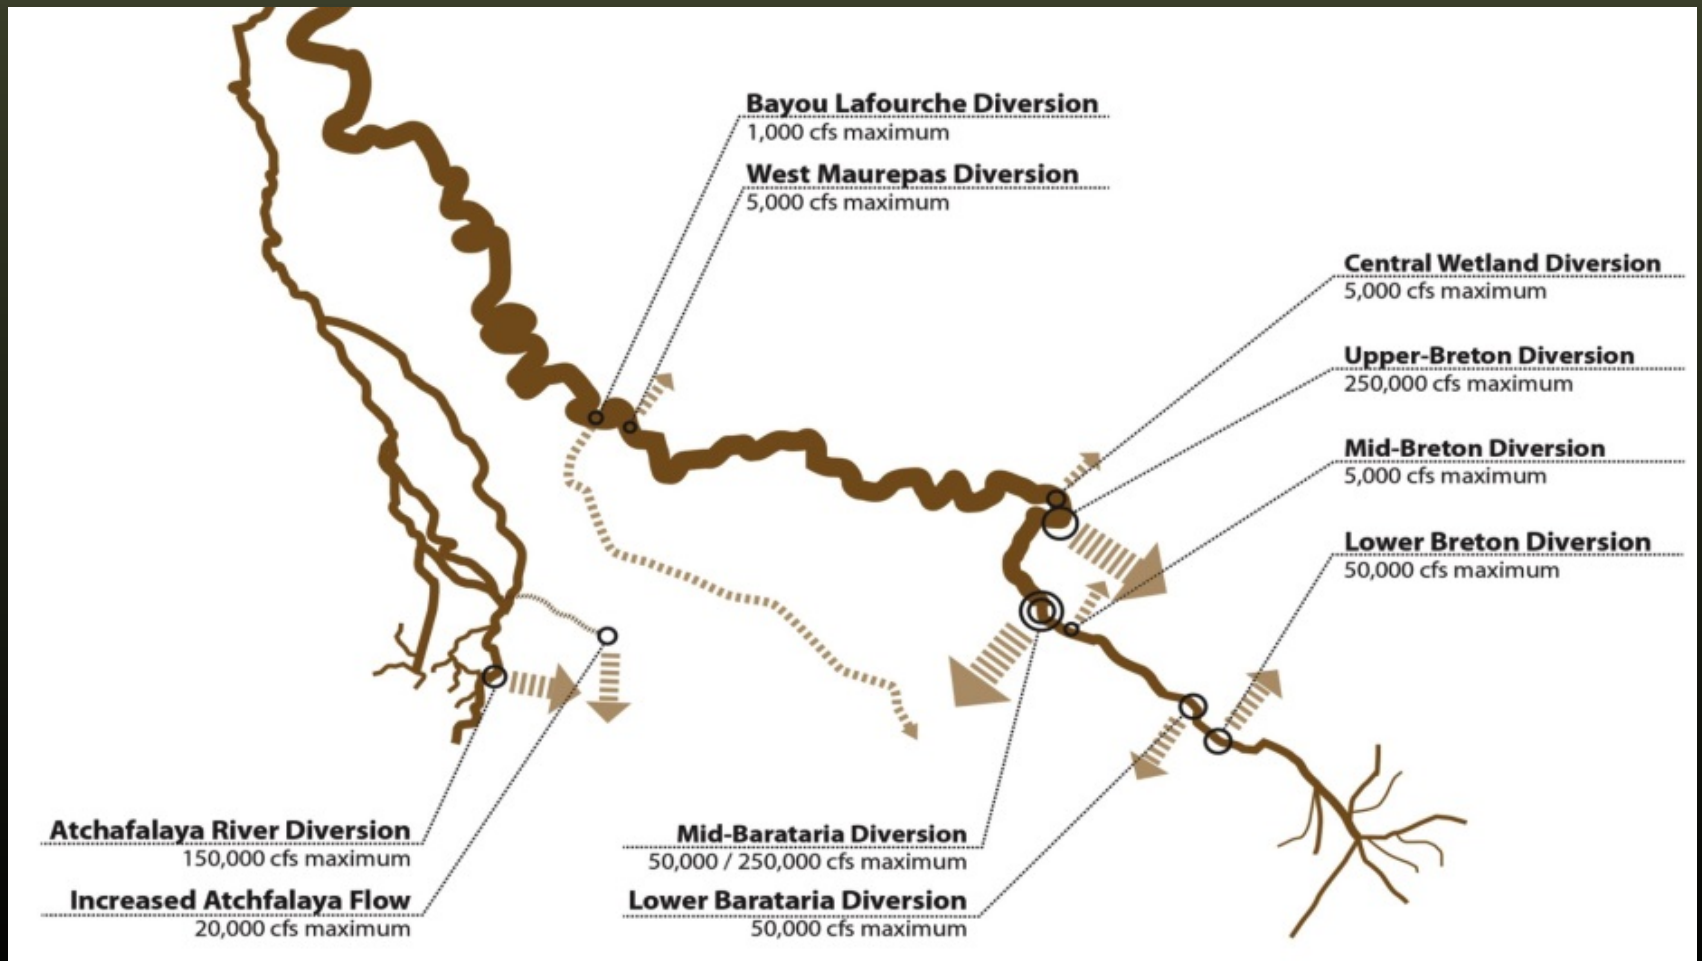 Bayou Lafourche Diversion
1,000 cfs maximum
West Maurepas Diversion
5,000 cfs maximum
Central Wetland Diversion
5,000 cfs maximum
Upper-Breton Diversion
250,000 cfs maximum
Mid-Breton Diversion
5,000 cfs maximum
Lower Breton Diversion
50,000 cfs maximum
Atchafalaya River Diversion
150,000 cfs maximum
Increased Atchfalaya Flow
20,000 cfs maximum
Mid-Barataria Diversion
50,000 / 250,000 cfs maximum
Lower Barataria Diversion
50,000 cfs maximum